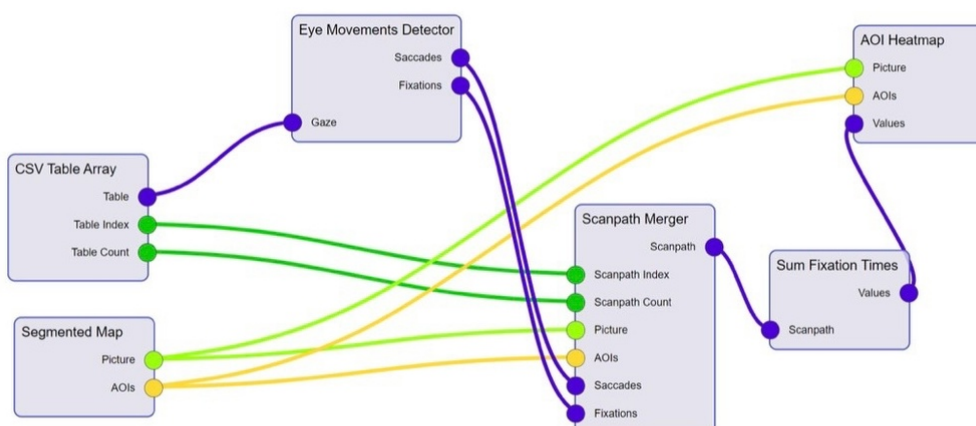 Eye Movements Detector
Saccades
Fixations
Gaze
CSV Table Array
Table
Table Index
Table Count
Segmented Map
Picture
AOIs
Scanpath Merger
Scanpath
Scanpath Index
Scanpath Count
Picture
AOIs
Saccades
Fixations
Sum Fixation Times
Values
Scanpath
AOI Heatmap
Picture
AOIs
Values